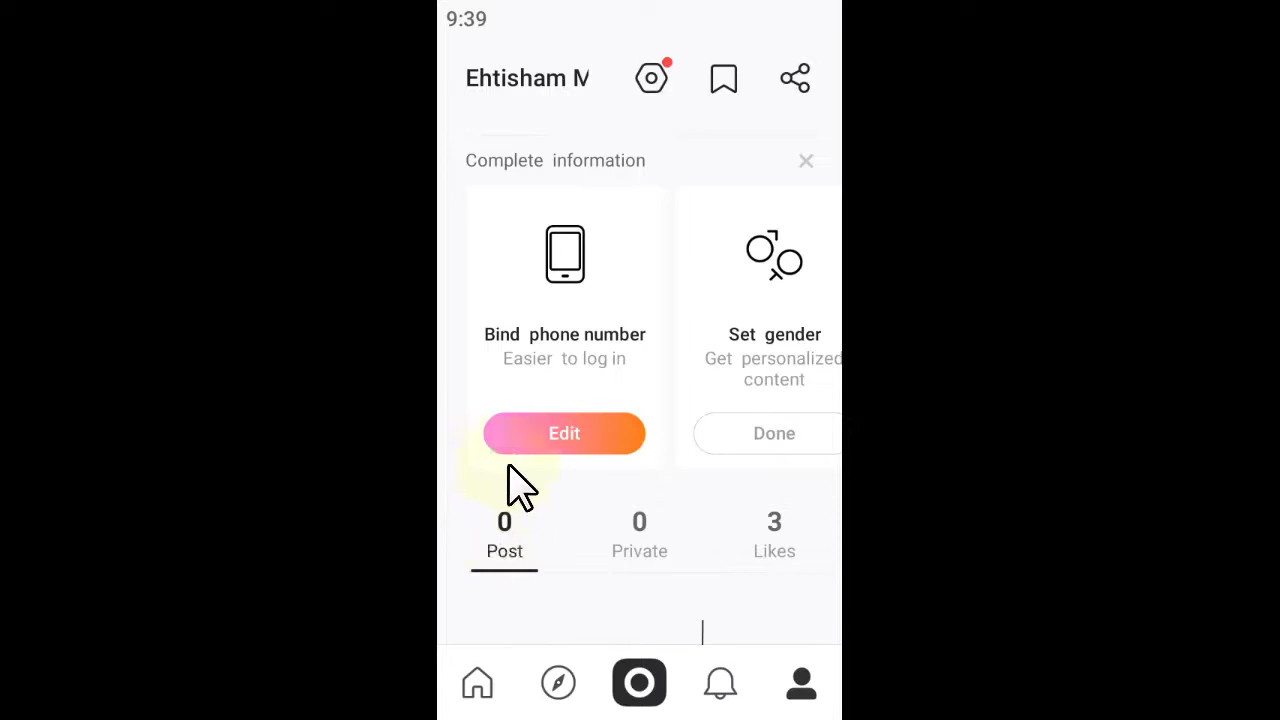 9:39
Ehtisham M
Complete information
Bind phone number
Easier to log in
Edit
Set gender
Get personalized
content
Done
0
Post
0
Private
3
Likes